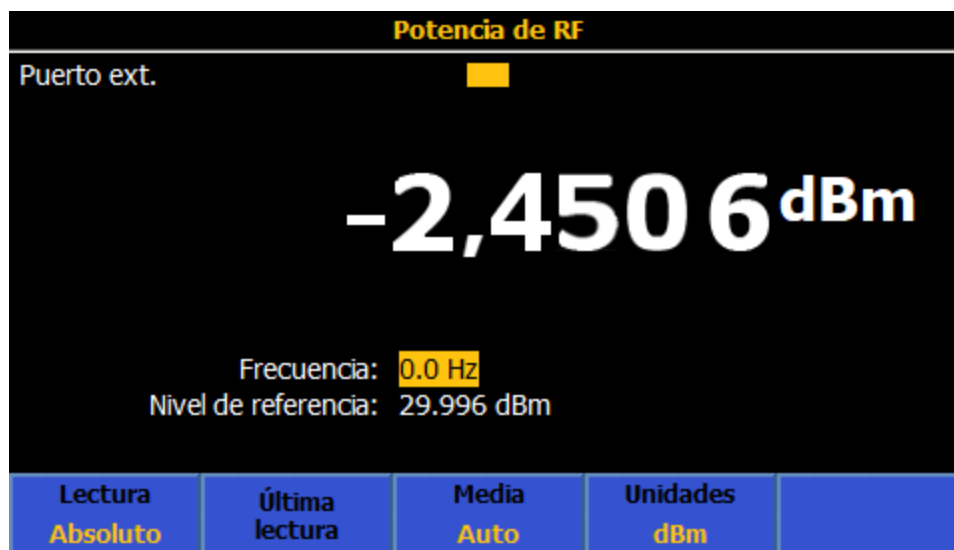 Potencia de RF
Puerto ext.
-2,450 6 dBm
Frecuencia: 0.0 Hz
Nivel de referencia: 29.996 dBm
Lectura
Absoluto
Última
lectura
Media
Auto
Unidades
dBm